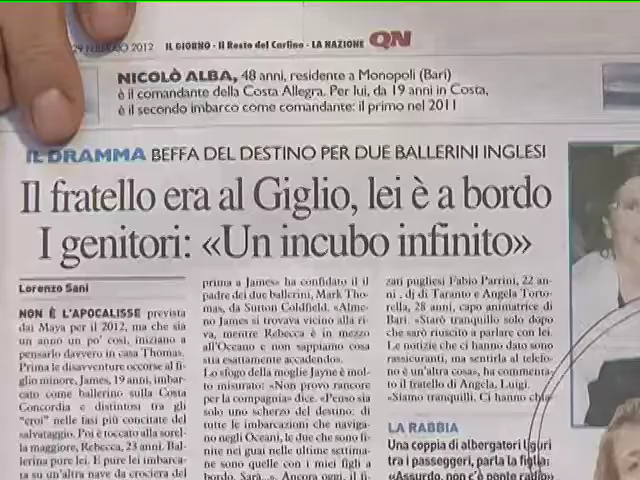 29 FEBBRAIO 2012 IL GIORNO - Il Resto del Carlino - LA NAZIONE QN
NICOLÒ ALBA, 48 anni, residente a Monopoli (Bari)
è il comandante della Costa Allegra. Per lui, da 19 anni in Costa,
è il secondo imbarco come comandante: il primo nel 2011
IL DRAMMA BEFFA DEL DESTINO PER DUE BALLERINI INGLESI
Il fratello era al Giglio, lei è a bordo
I genitori: «Un incubo infinito»
Lorenzo Sani
NON È L'APOCALISSE prevista
dai Maya per il 2012, ma che sia
un anno un po' così, iniziano a
pensarlo davvero in casa Thomas.
Prima le disavventure occorse al fi-
glio minore, James, 19 anni, imbar-
cato come ballerino sulla Costa
Concordia e distintosi tra gli
"eroi" nelle fasi più concitate del
salvataggio. Poi è toccato alla sorel-
la maggiore, Rebecca, 23 anni. Bal-
lerina pure lei. E pure lei imbarca-
ta su un'altra nave da crociera del
prima a James» ha confidato il il
padre dei due ballerini, Mark Tho-
mas, da Sutton Coldfield. «Alme-
no James si trovava vicino alla ri-
va, mentre Rebecca è in mezzo
all'Oceano e non sappiamo cosa
stia esattamente accadendo».
Lo sfogo della moglie Jayne è mol-
to misurato: «Non provo rancore
per la compagnia» dice. «Penso sia
solo uno scherzo del destino: di
tutte le imbarcazioni che naviga-
no negli Oceani, le due che sono fi-
nite nei guai nelle ultime settima-
ne sono quelle con i miei figli a
bordo. Sarà...». Ancora oggi, il fi-
zati pugliesi Fabio Parrini, 22 an-
ni, dj di Taranto e Angela Torto-
rella, 28 anni, capo animatrice di
Bari. «Starò tranquillo solo dopo
che sarò riuscito a parlare con lei.
Le notizie che ci hanno dato sono
rassicuranti, ma sentirla al telefo-
no è un'altra cosa», ha commenta-
to il fratello di Angela, Luigi.
«Siamo tranquilli. Ci hanno
LA RABBIA
Una coppia di albergatori liguri
tra i passeggeri, parla la figlia:
«Assurdo, non c'è ponte radio»